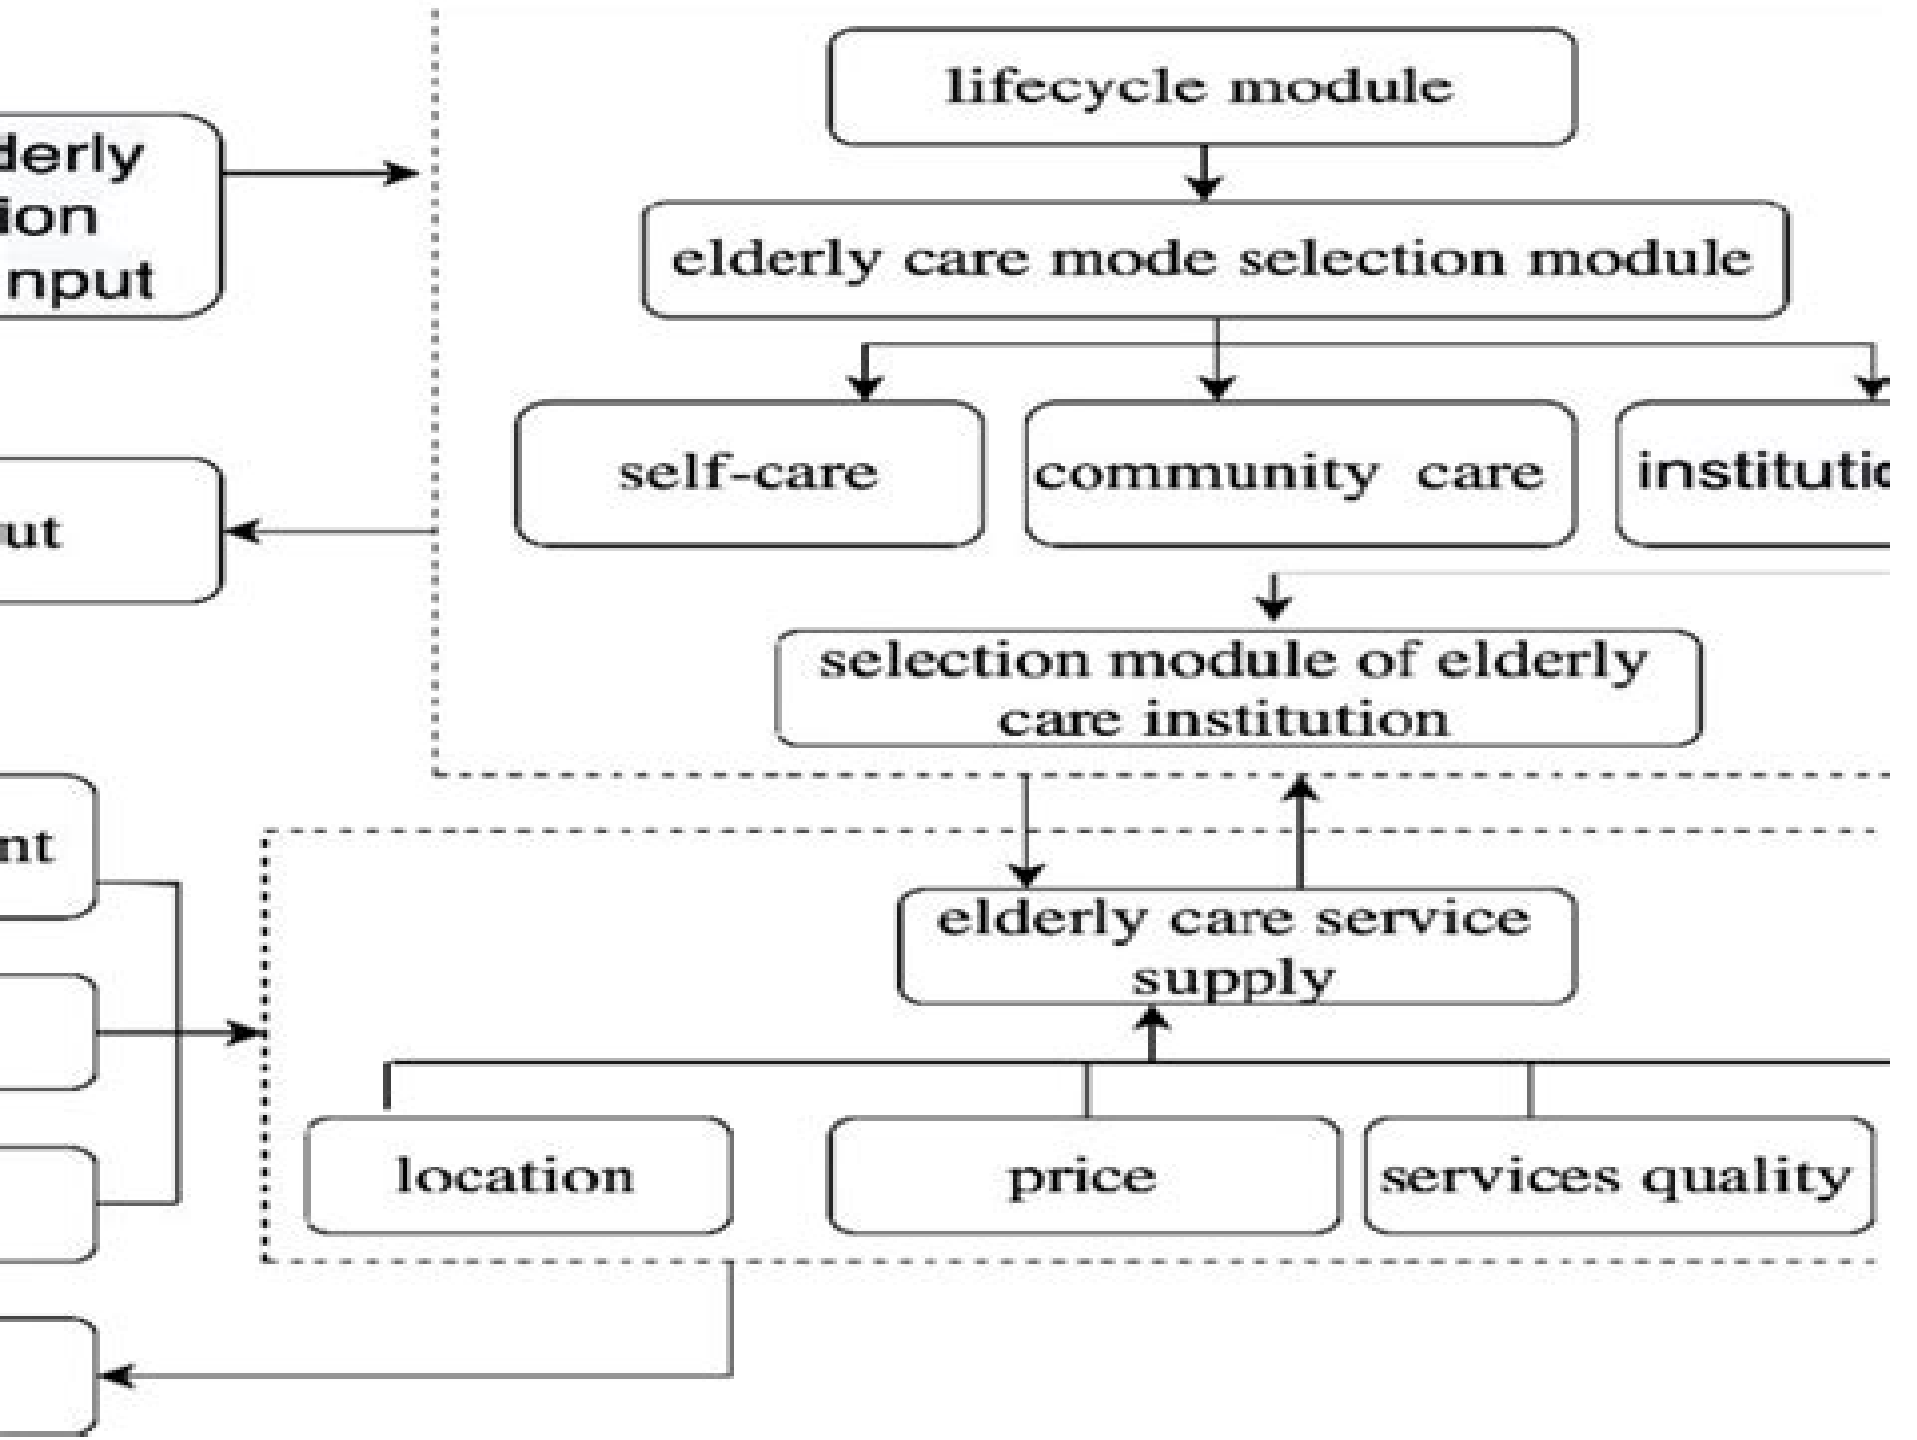 lifecycle module
derly
ion
nput
elderly care mode selection module
self-care
community care
institutic
ut
selection module of elderly
care institution
nt
elderly care service
supply
location
price
services quality